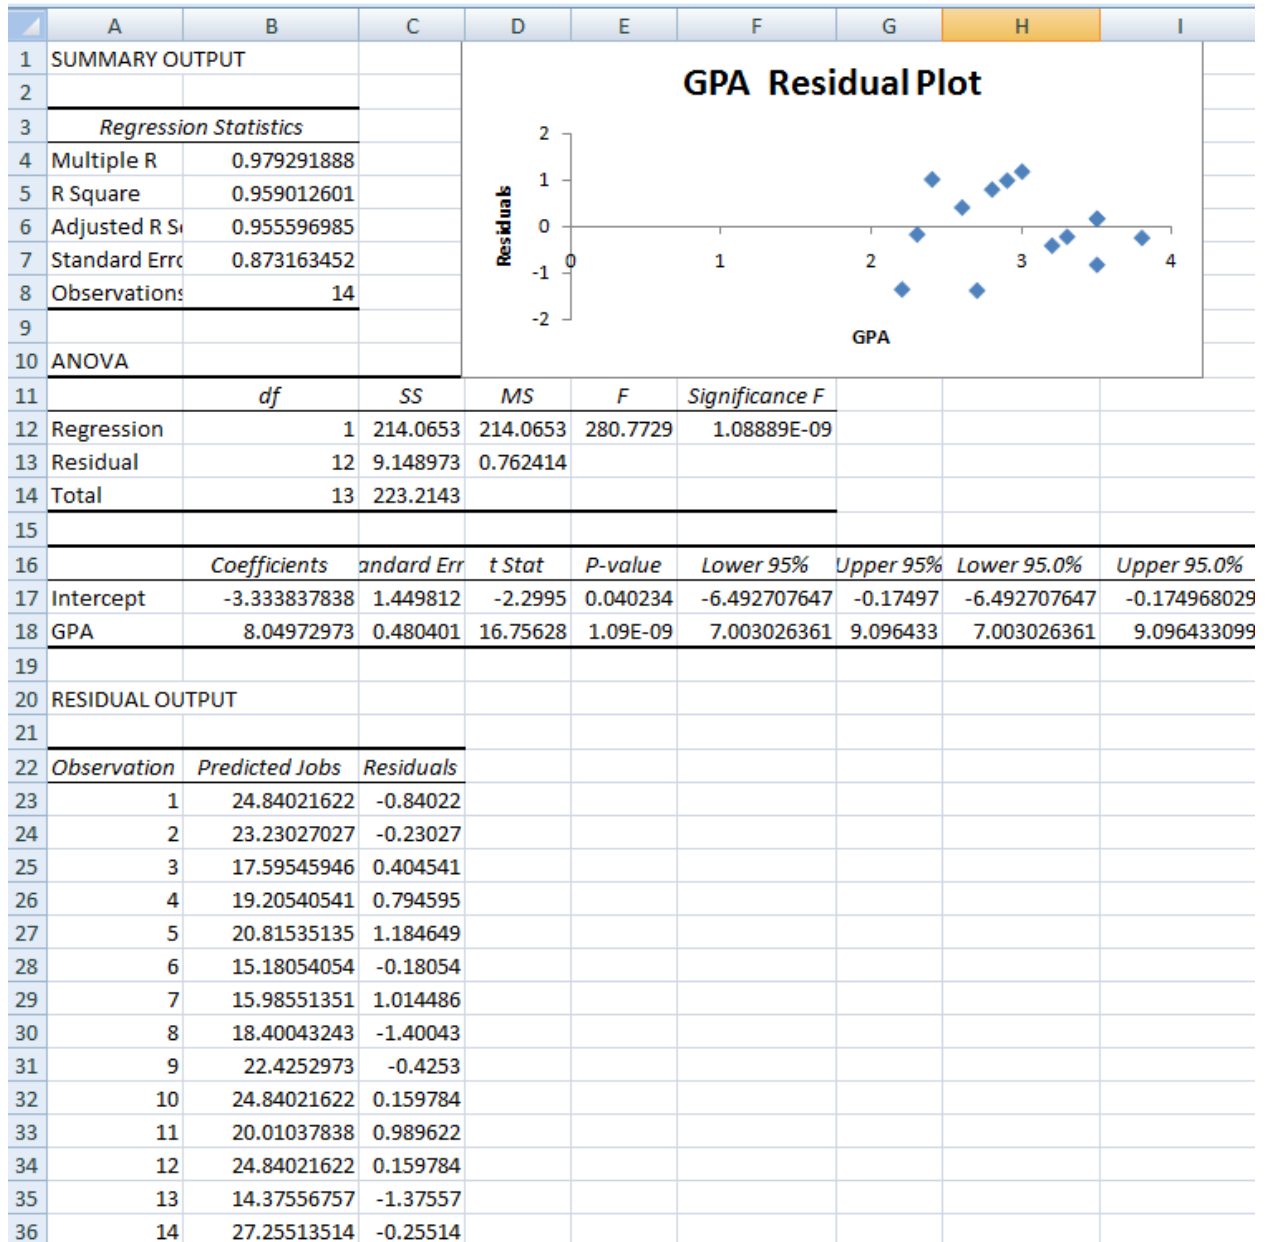 A B C D E F G H I
1 SUMMARY OUTPUT
GPA Residual Plot
2
3 Regression Statistics
4 Multiple R 0.979291888
5 R Square 0.959012601
6 Adjusted R S 0.955596985
7 Standard Erro 0.873163452
8 Observations 14
9
Residuals
2
1
0
-1
-2
0 1 2 3 4
GPA
10 ANOVA
11 df SS MS F Significance F
12 Regression 1 214.0653 214.0653 280.7729 1.08889E-09
13 Residual 12 9.148973 0.762414
14 Total 13 223.2143
15
16 Coefficients andard Err t Stat P-value Lower 95% Upper 95% Lower 95.0% Upper 95.0%
17 Intercept -3.333837838 1.449812 -2.2995 0.040234 -6.492707647 -0.17497 -6.492707647 -0.174968029
18 GPA 8.04972973 0.480401 16.75628 1.09E-09 7.003026361 9.096433 7.003026361 9.096433099
19
20 RESIDUAL OUTPUT
21
22 Observation Predicted Jobs Residuals
23 1 24.84021622 -0.84022
24 2 23.23027027 -0.23027
25 3 17.59545946 0.404541
26 4 19.20540541 0.794595
27 5 20.81535135 1.184649
28 6 15.18054054 -0.18054
29 7 15.98551351 1.014486
30 8 18.40043243 -1.40043
31 9 22.4252973 -0.4253
32 10 24.84021622 0.159784
33 11 20.01037838 0.989622
34 12 24.84021622 0.159784
35 13 14.37556757 -1.37557
36 14 27.25513514 -0.25514